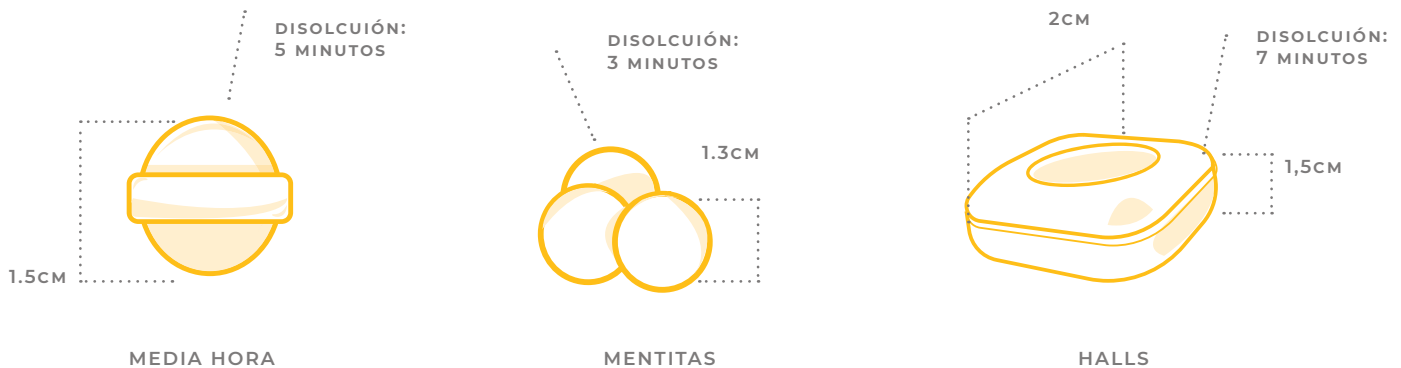 DISOLCUIÓN:
5 MINUTOS
1.5CM
MEDIA HORA
DISOLCUIÓN:
3 MINUTOS
1.3CM
MENTITAS
2CM
DISOLCUIÓN:
7 MINUTOS
1,5CM
HALLS